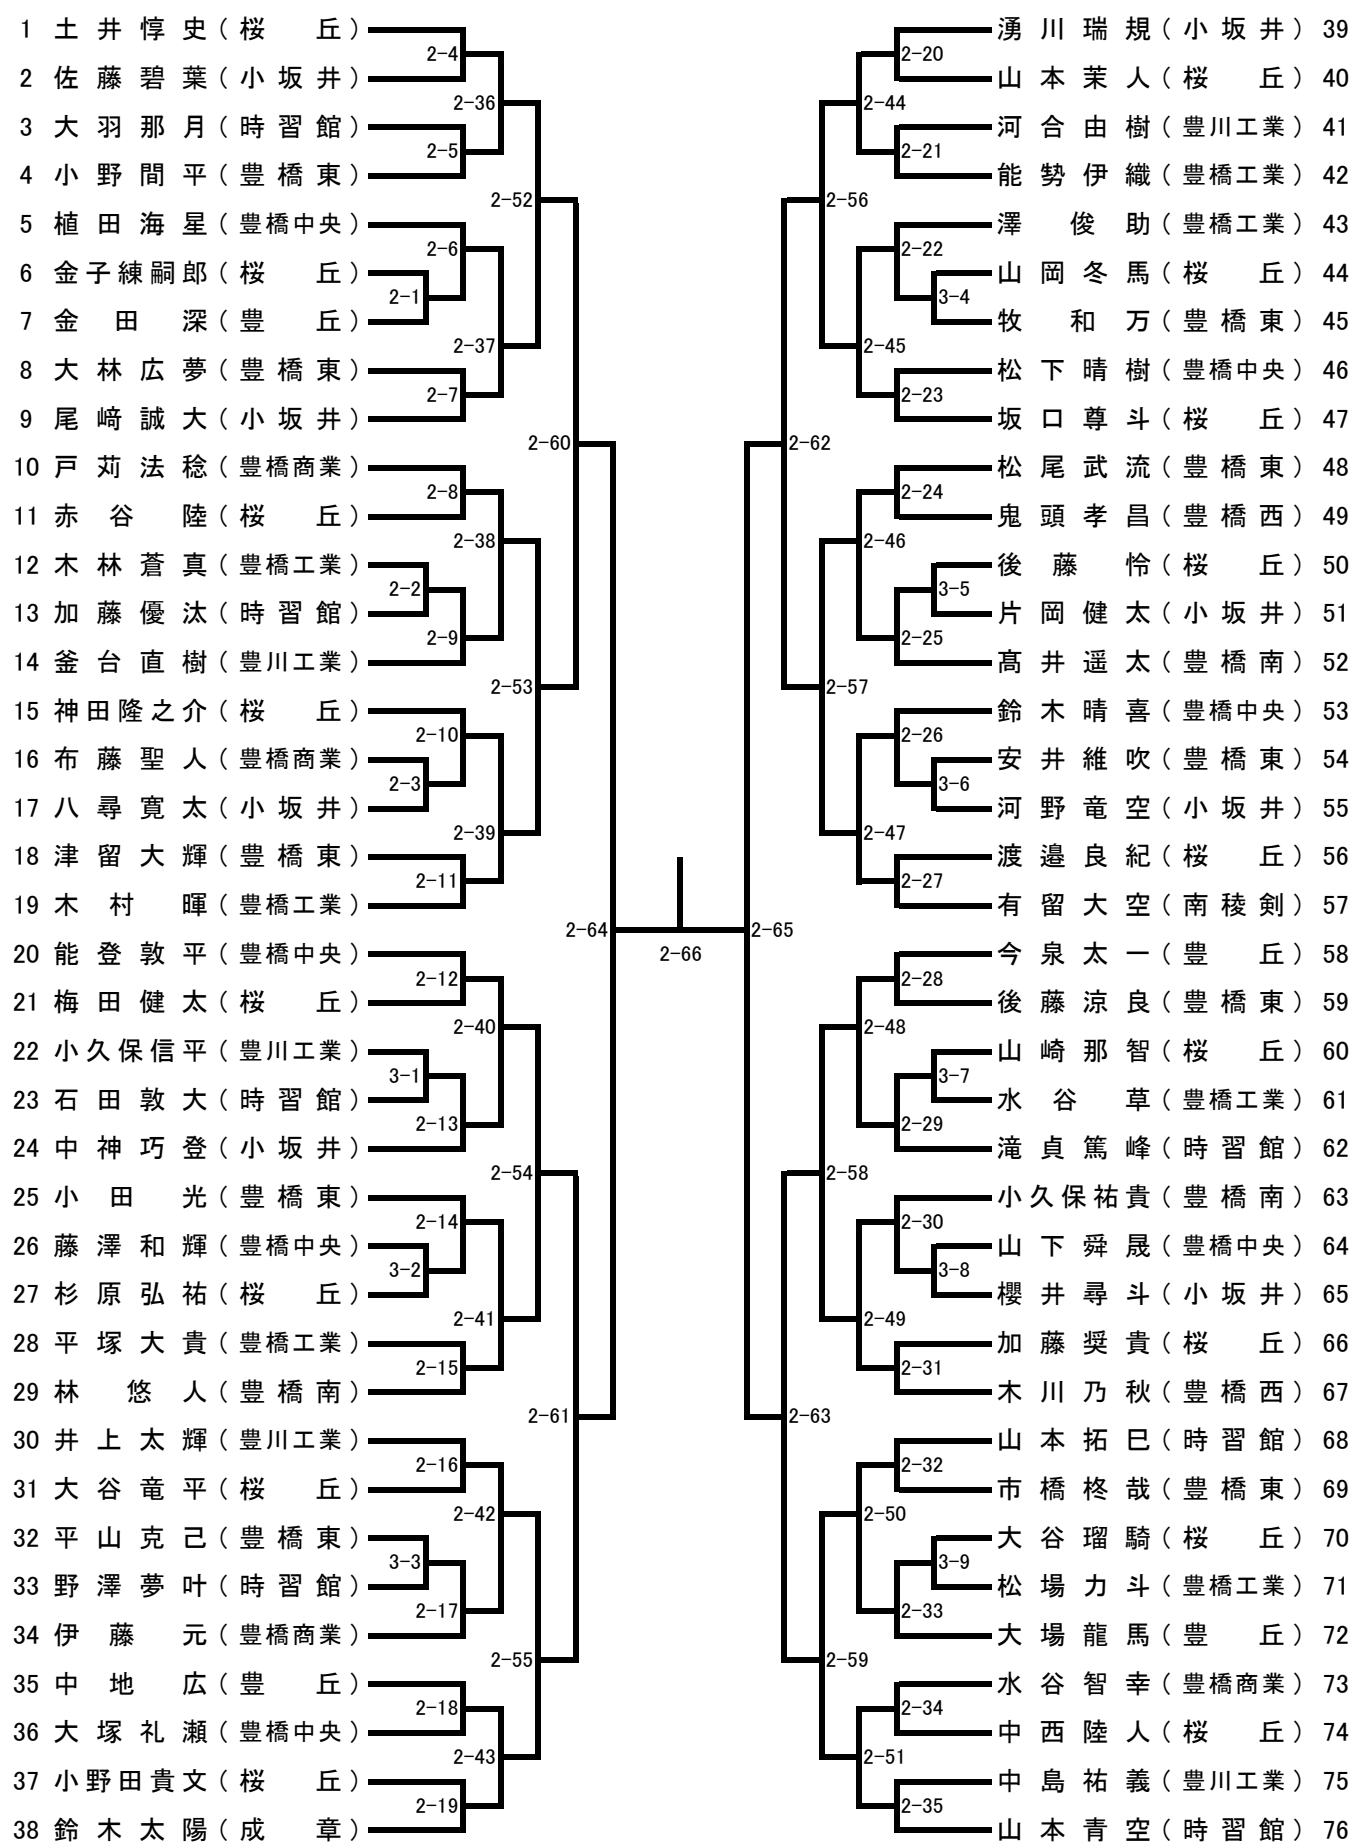 1 土井惇史(桜丘)
2-4
2 佐藤碧葉(小坂井)
2-36
3 大羽那月(時習館)
2-5
4 小野間平(豊橋東)
2-52
5 植田海星(豊橋中央)
2-6
6 金子練嗣郎(桜丘)
2-1
7 金田深(豊丘)
2-37
8 大林広夢(豊橋東)
2-7
9 尾﨑誠大(小坂井)
2-60
10 戸苅法稔(豊橋商業)
2-8
11 赤谷陸(桜丘)
2-38
12 木林蒼真(豊橋工業)
2-2
13 加藤優汰(時習館)
2-9
14 釜台直樹(豊川工業)
2-53
15 神田隆之介(桜丘)
2-10
16 布藤聖人(豊橋商業)
2-3
17 八尋寛太(小坂井)
2-39
18 津留大輝(豊橋東)
2-11
19 木村暉(豊橋工業)
2-64
20 能登敦平(豊橋中央)
2-12
21 梅田健太(桜丘)
2-40
22 小久保信平(豊川工業)
3-1
23 石田敦大(時習館)
2-13
24 中神巧登(小坂井)
2-54
25 小田光(豊橋東)
2-14
26 藤澤和輝(豊橋中央)
3-2
27 杉原弘祐(桜丘)
2-41
28 平塚大貴(豊橋工業)
2-15
29 林悠人(豊橋南)
2-61
30 井上太輝(豊川工業)
2-16
31 大谷竜平(桜丘)
2-42
32 平山克己(豊橋東)
3-3
33 野澤夢叶(時習館)
2-17
34 伊藤元(豊橋商業)
2-55
35 中地広(豊丘)
2-18
36 大塚礼瀬(豊橋中央)
2-43
37 小野田貴文(桜丘)
2-19
38 鈴木太陽(成章)
2-66
湧川瑞規(小坂井) 39
2-20
山本茉人(桜丘) 40
2-44
河合由樹(豊川工業) 41
2-21
能勢伊織(豊橋工業) 42
2-56
澤俊助(豊橋工業) 43
2-22
山岡冬馬(桜丘) 44
3-4
牧和万(豊橋東) 45
2-45
松下晴樹(豊橋中央) 46
2-23
坂口尊斗(桜丘) 47
2-62
松尾武流(豊橋東) 48
2-24
鬼頭孝昌(豊橋西) 49
2-46
後藤怜(桜丘) 50
3-5
片岡健太(小坂井) 51
2-25
髙井遥太(豊橋南) 52
2-57
鈴木晴喜(豊橋中央) 53
2-26
安井維吹(豊橋東) 54
3-6
河野竜空(小坂井) 55
2-47
渡邉良紀(桜丘) 56
2-27
有留大空(南稜剣) 57
2-65
今泉太一(豊丘) 58
2-28
後藤涼良(豊橋東) 59
2-48
山崎那智(桜丘) 60
3-7
水谷草(豊橋工業) 61
2-29
滝貞篤峰(時習館) 62
2-58
小久保祐貴(豊橋南) 63
2-30
山下舜晟(豊橋中央) 64
3-8
櫻井尋斗(小坂井) 65
2-49
加藤奨貴(桜丘) 66
2-31
木川乃秋(豊橋西) 67
2-63
山本拓巳(時習館) 68
2-32
市橋柊哉(豊橋東) 69
2-50
大谷瑠騎(桜丘) 70
3-9
松場力斗(豊橋工業) 71
2-33
大場龍馬(豊丘) 72
2-59
水谷智幸(豊橋商業) 73
2-34
中西陸人(桜丘) 74
2-51
中島祐義(豊川工業) 75
2-35
山本青空(時習館) 76